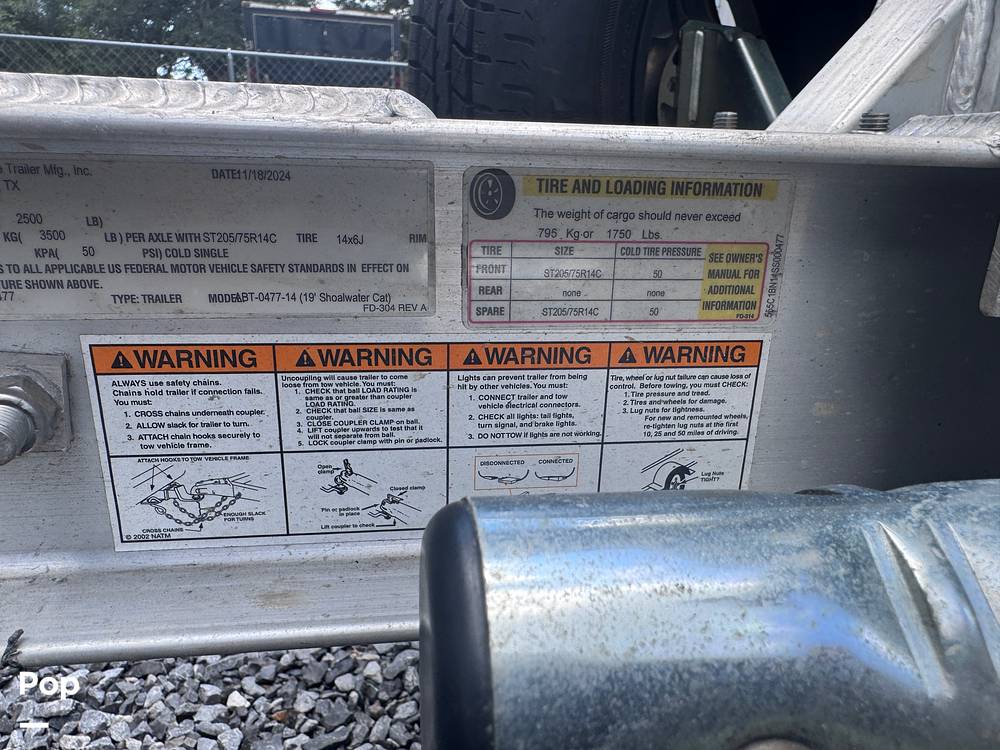 Trailer Mfg., Inc.
TX
DATE11/18/2024
2500 LB)
KG( 3500 LB) PER AXLE WITH ST205/75R14C TIRE 14x6J RIM
KPA( 50 PSI) COLD SINGLE
S TO ALL APPLICABLE US FEDERAL MOTOR VEHICLE SAFETY STANDARDS IN EFFECT ON
TURE SHOWN ABOVE.
477 TYPE: TRAILER MODEL ABT-0477-14 (19' Shoalwater Cat)
FD-304 REV A
TIRE AND LOADING INFORMATION
The weight of cargo should never exceed
795 Kg or 1750 Lbs.
TIRE SIZE COLD TIRE PRESSURE
FRONT ST205/75R14C 50
REAR none none
SPARE ST205/75R14C 50
SEE OWNER'S
MANUAL FOR
ADDITIONAL
INFORMATION
FD-314
WARNING
ALWAYS use safety chains.
Chains hold trailer if connection fails.
You must:
1. CROSS chains underneath coupler.
2. ALLOW slack for trailer to turn.
3. ATTACH chain hooks securely to
tow vehicle frame.
ATTACH HOOKS TO TOW VEHICLE FRAME
ENOUGH SLACK
FOR TURNS
CROSS CHAINS
© 2002 NATM
WARNING
Uncoupling will cause trailer to come
loose from tow vehicle. You must:
1. CHECK that ball LOAD RATING is
same as or greater than coupler
LOAD RATING.
2. CHECK that ball SIZE is same as
coupler.
3. CLOSE COUPLER CLAMP on ball.
4. LIFT coupler upwards to test that it
will not separate from ball.
5. LOCK coupler clamp with pin or padlock.
Open
clamp
Closed clamp
Pin or padlock
in place
Lift coupler to check
WARNING
Lights can prevent trailer from being
hit by other vehicles. You must:
1. CONNECT trailer and tow
vehicle electrical connectors.
2. CHECK all lights: tail lights,
turn signal, and brake lights.
3. DO NOT TOW if lights are not working.
DISCONNECTED CONNECTED
WARNING
Tire, wheel or lug nut failure can cause loss of
control. Before towing, you must CHECK:
1. Tire pressure and tread.
2. Tires and wheels for damage.
3. Lug nuts for tightness.
For new and remounted wheels,
re-tighten lug nuts at the first
10, 25 and 50 miles of driving.
Lug Nuts
TIGHT?
Pop